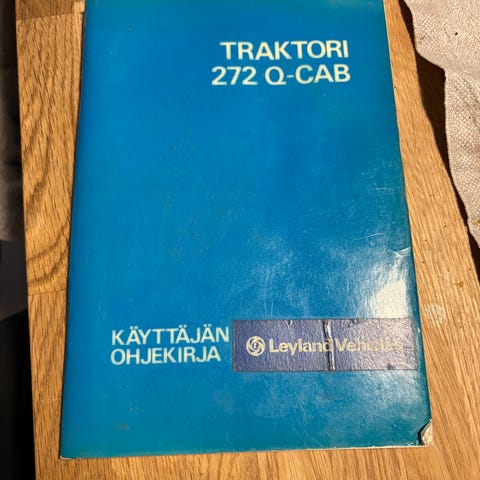 TRAKTORI
272 Q-CAB
KÄYTTÄJÄN
OHJEKIRJA
Leyland Vehicles